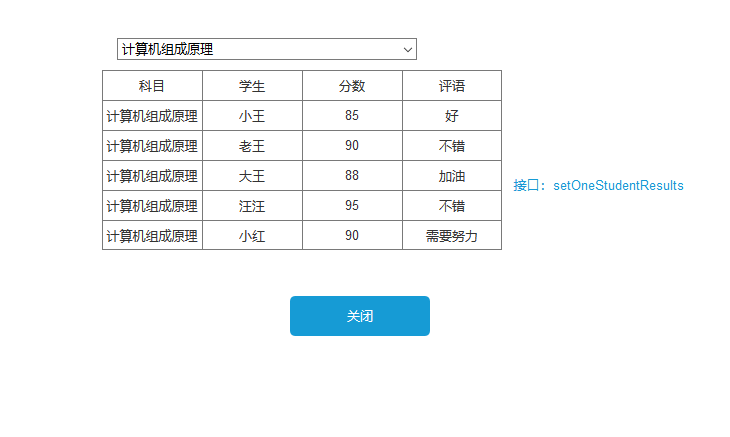 计算机组成原理
科目 学生 分数 评语
计算机组成原理 小王 85 好
计算机组成原理 老王 90 不错
计算机组成原理 大王 88 加油
接口：setOneStudentResults
计算机组成原理 汪汪 95 不错
计算机组成原理 小红 90 需要努力
关闭